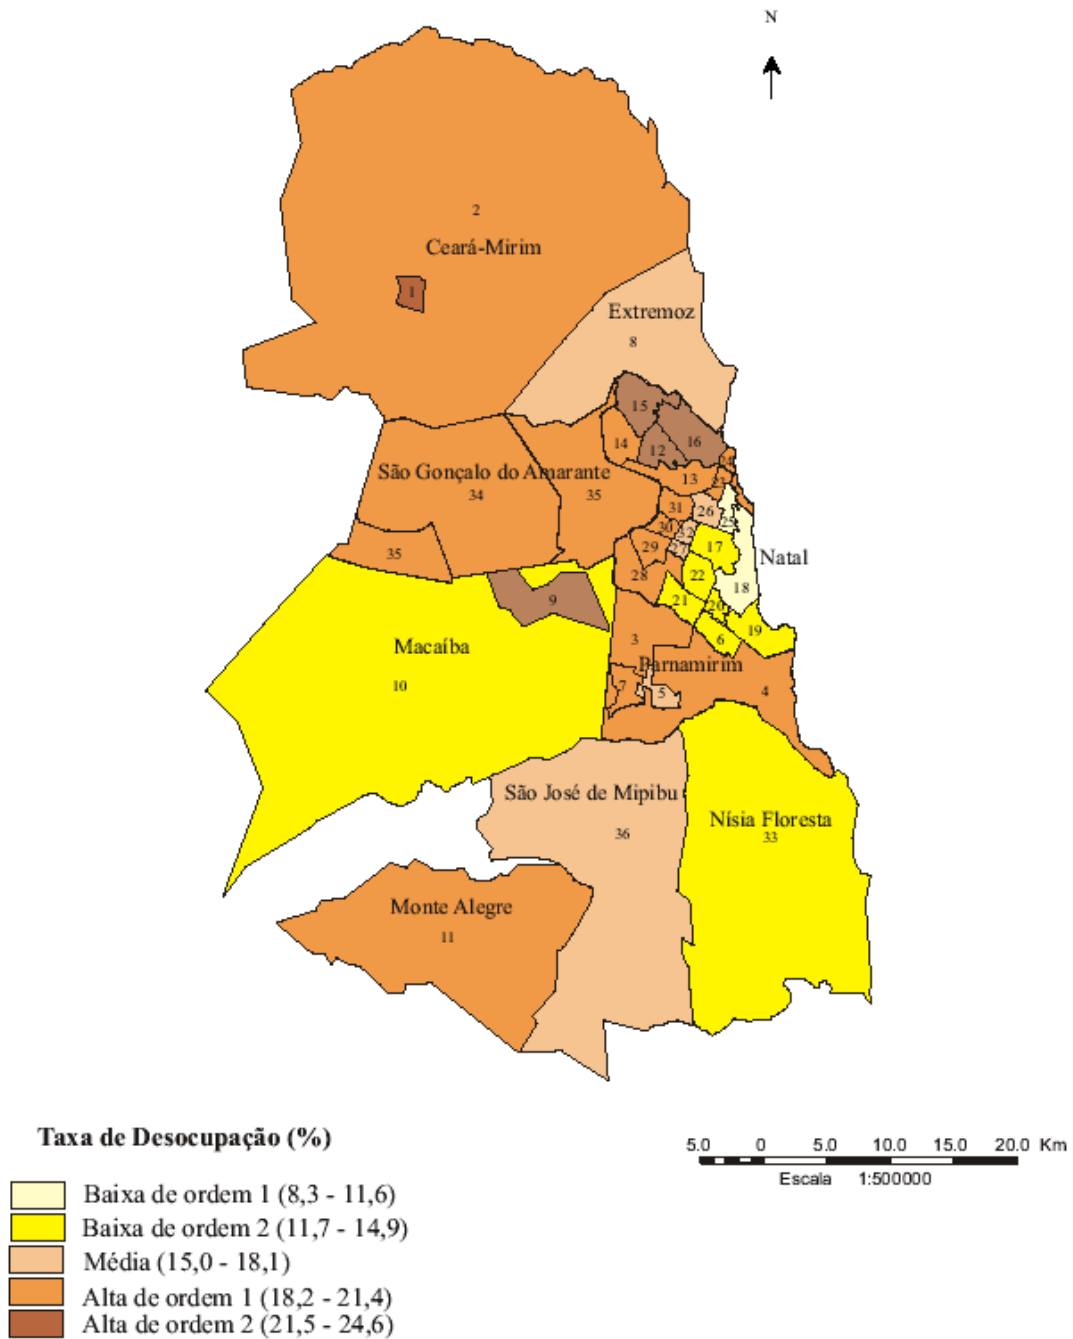 N
2
Ceará-Mirim
1
Extremoz
8
15
14
12
16
24
13
23
São Gonçalo do Amarante
34
35
31
26
25
30
32
17
Natal
29
27
35
28
22
18
9
21
20
19
3
6
Macaíba
Parnamirim
10
7
5
4
São José de Mipibu
36
Nísia Floresta
33
Monte Alegre
11
Taxa de Desocupação (%)
5.0 0 5.0 10.0 15.0 20.0 Km
Escala 1:500000
Baixa de ordem 1 (8,3 - 11,6)
Baixa de ordem 2 (11,7 - 14,9)
Média (15,0 - 18,1)
Alta de ordem 1 (18,2 - 21,4)
Alta de ordem 2 (21,5 - 24,6)